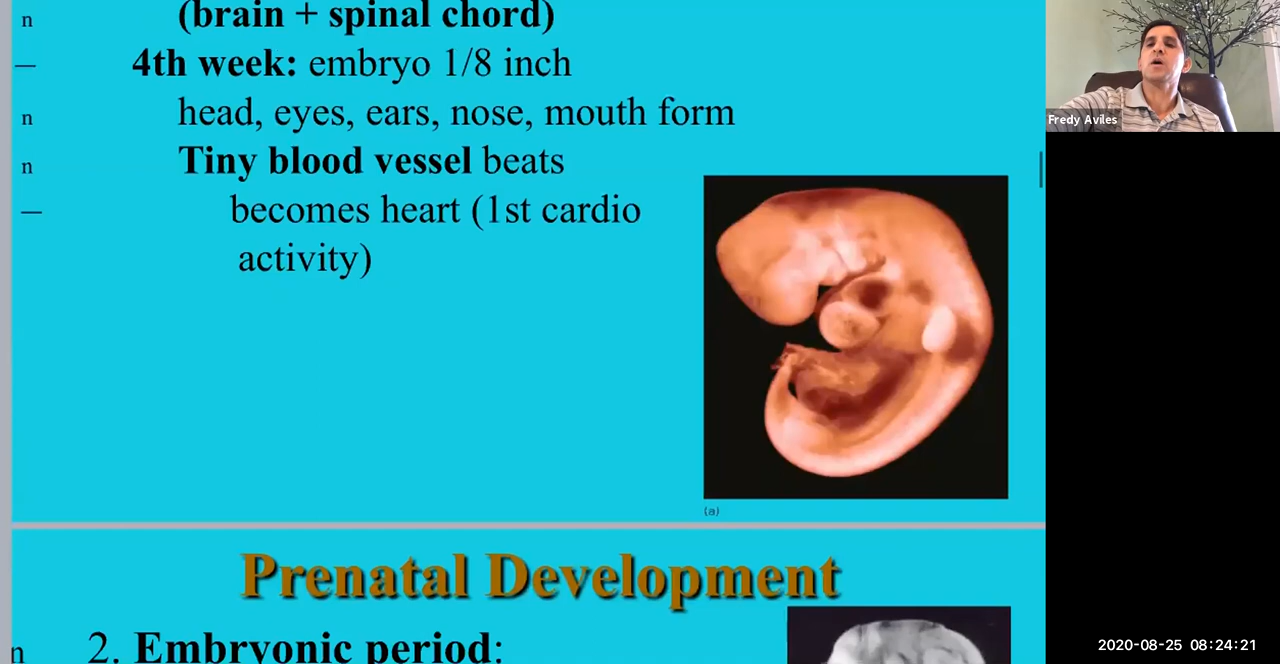 n (brain + spinal chord)
— 4th week: embryo 1/8 inch
n head, eyes, ears, nose, mouth form
n Tiny blood vessel beats
— becomes heart (1st cardio
activity)
(a)
Prenatal Development
n 2. Embryonic period:
Fredy Aviles
2020-08-25 08:24:21